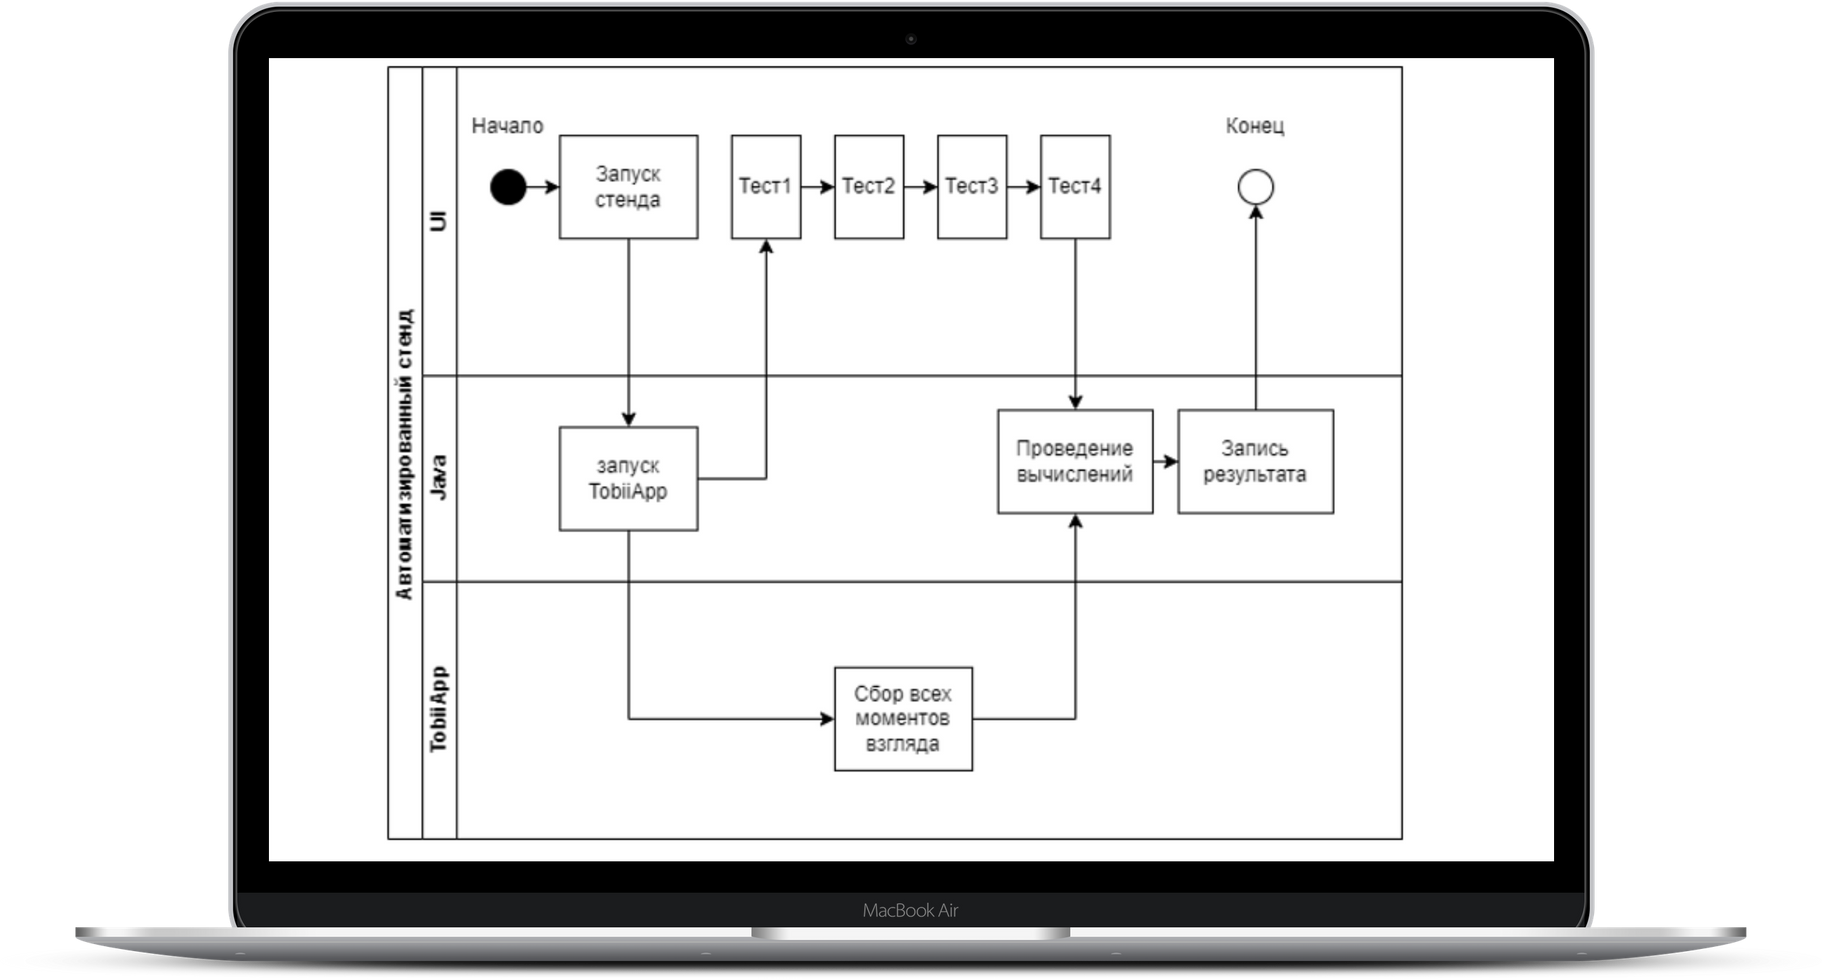 Начало
Конец
Запуск
стенда
Тест1
Тест2
Тест3
Тест4
UI
Автоматизированный стенд
Java
запуск
TobiiApp
Проведение
вычислений
Запись
результата
TobiiApp
Сбор всех
моментов
взгляда
MacBook Air